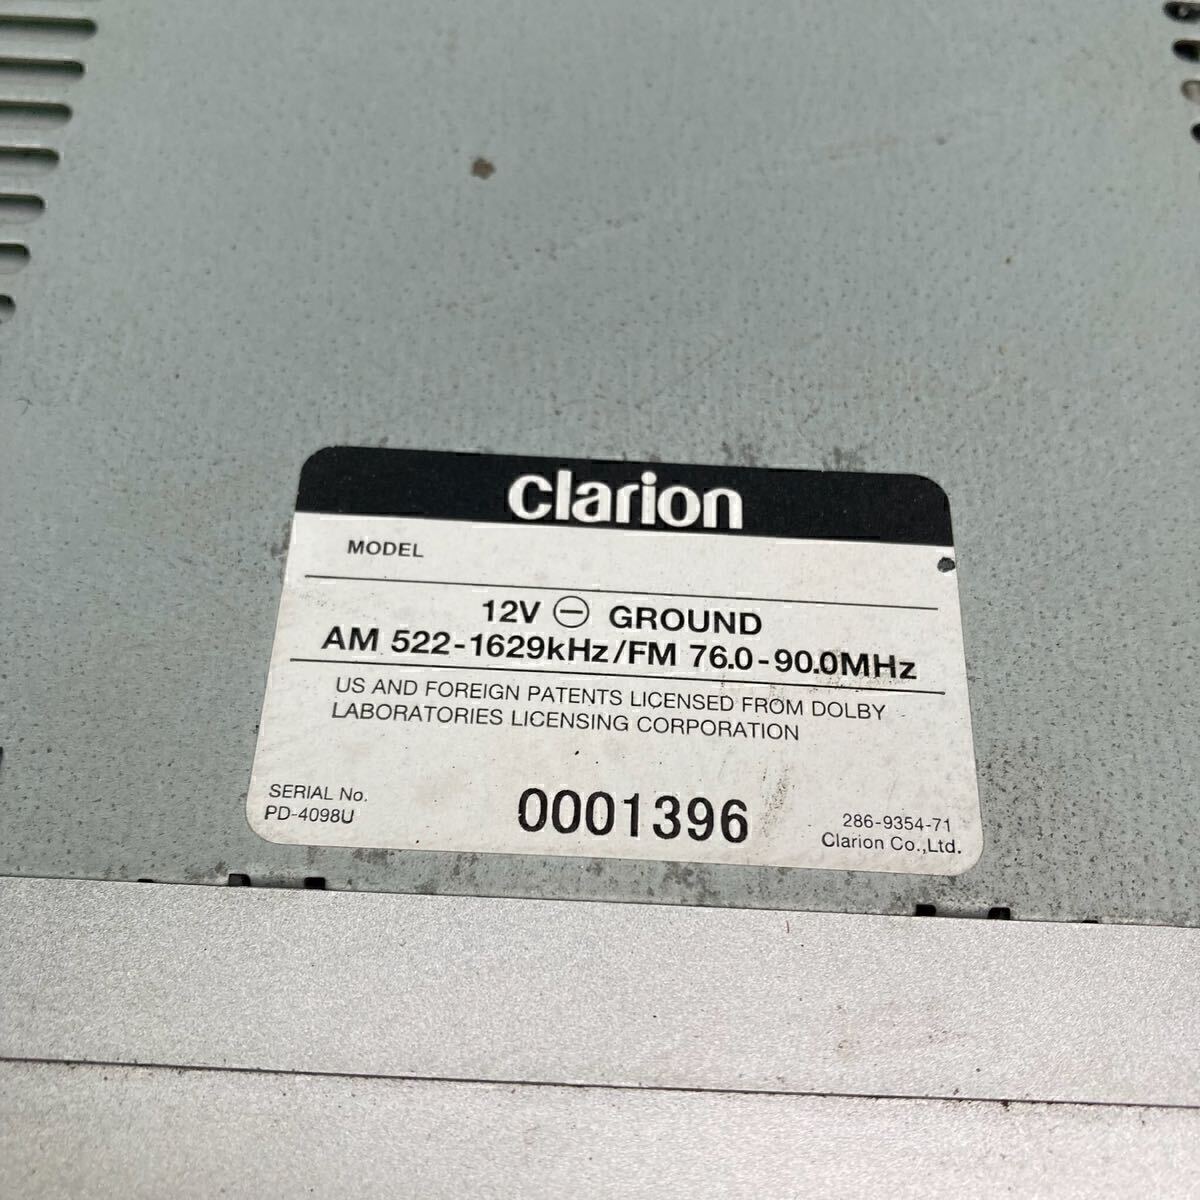 clarion
MODEL
12V ⊖ GROUND
AM 522-1629kHz/FM 76.0-90.0MHz
US AND FOREIGN PATENTS LICENSED FROM DOLBY
LABORATORIES LICENSING CORPORATION
SERIAL No.
PD-4098U
0001396
286-9354-71
Clarion Co.,Ltd.